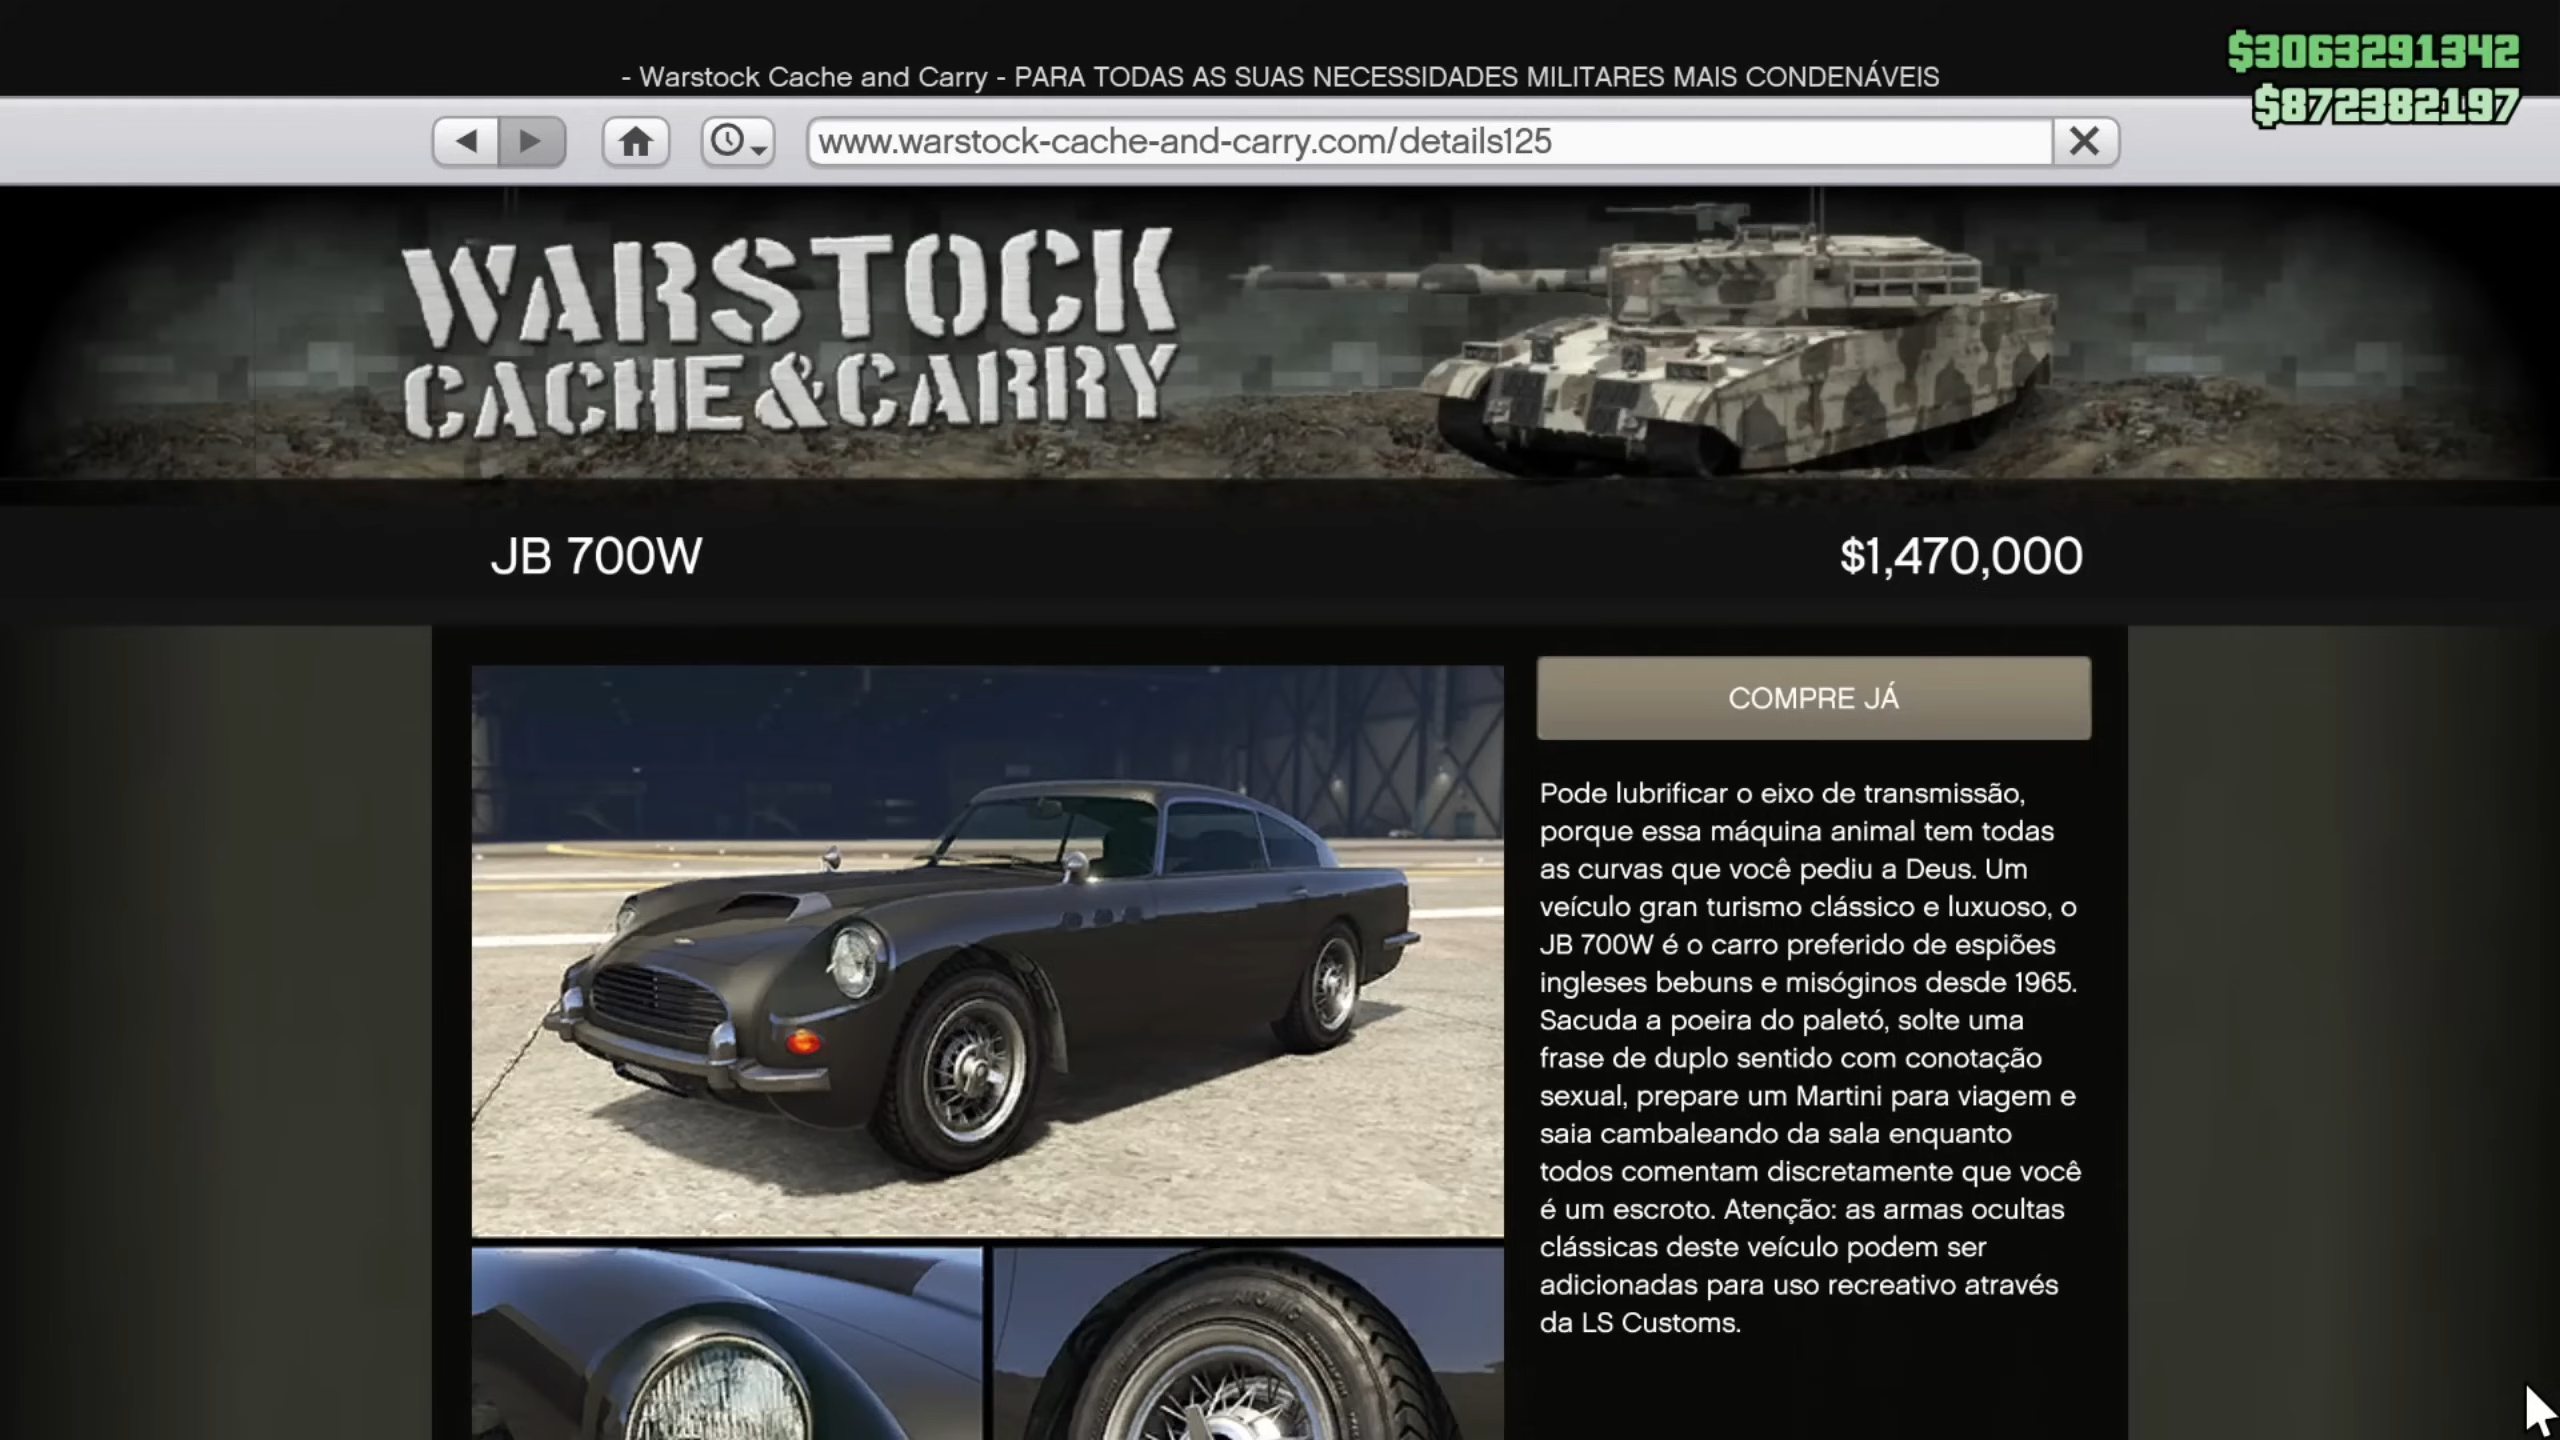 - Warstock Cache and Carry - PARA TODAS AS SUAS NECESSIDADES MILITARES MAIS CONDENÁVEIS
$3063291342
$872382197
www.warstock-cache-and-carry.com/details125
WARSTOCK
CACHE&CARRY
JB 700W
$1,470,000
COMPRE JÁ
Pode lubrificar o eixo de transmissão,
porque essa máquina animal tem todas
as curvas que você pediu a Deus. Um
veículo gran turismo clássico e luxuoso, o
JB 700W é o carro preferido de espiões
ingleses bebuns e misóginos desde 1965.
Sacuda a poeira do paletó, solte uma
frase de duplo sentido com conotação
sexual, prepare um Martini para viagem e
saia cambaleando da sala enquanto
todos comentam discretamente que você
é um escroto. Atenção: as armas ocultas
clássicas deste veículo podem ser
adicionadas para uso recreativo através
da LS Customs.